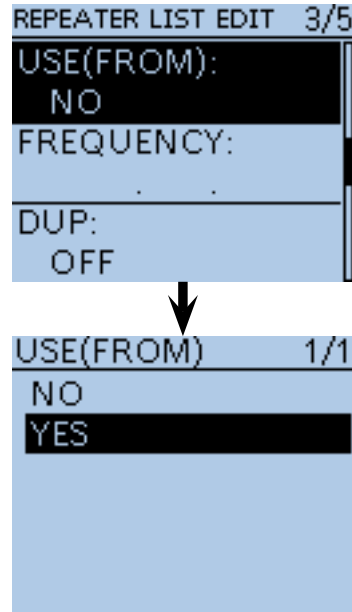 REPEATER LIST EDIT 3/5
USE(FROM):
NO
FREQUENCY:
. .
DUP:
OFF
USE(FROM) 1/1
NO
YES